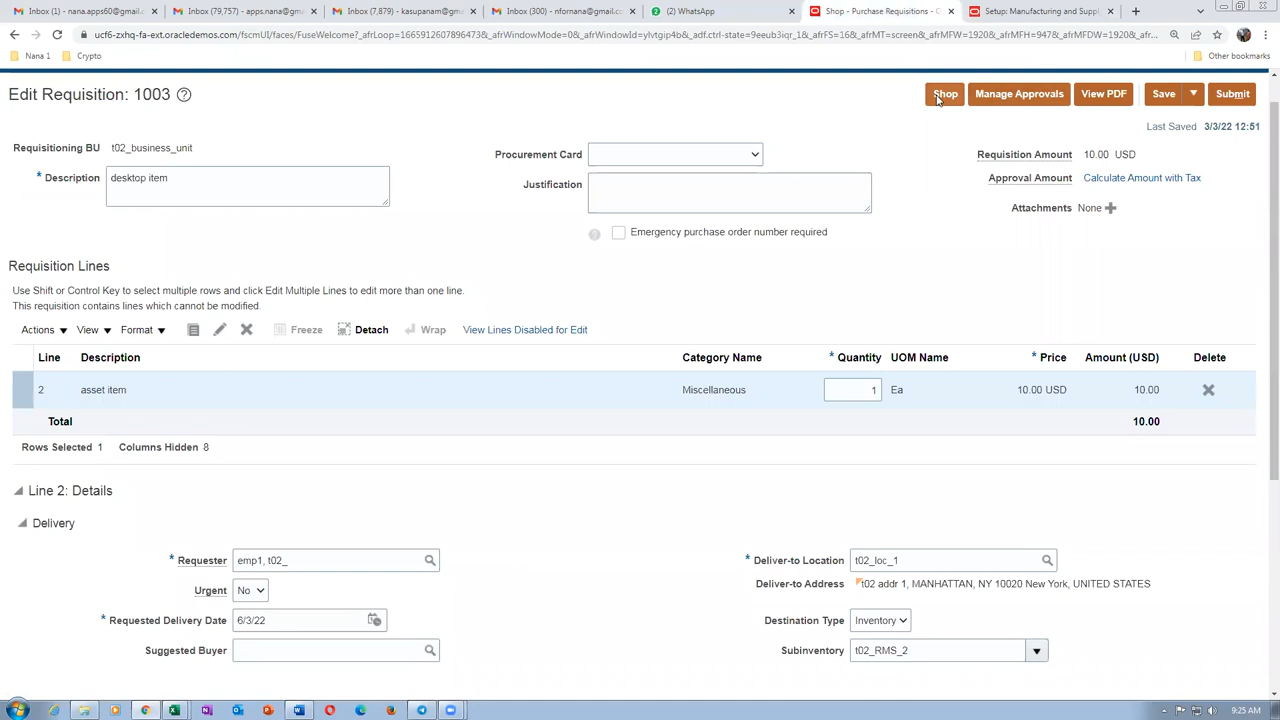 Inbox (1) - nana.apps60@gmail.c
Inbox (79,757) - apps.nana@gma
Inbox (7,879) - kasupanam@gm
Inbox (300) - nfornana@gmail.co
(2) WhatsApp
Shop - Purchase Requisitions - O
Setup: Manufacturing and Suppl
ucf6-zxhq-fa-ext.oracledemos.com/fscmUI/faces/FuseWelcome?_afrLoop=1665912607896473&_afrWindowMode=0&_afrWindowId=ylvtgip4b&_adf.ctrl-state=9reeub3iqr_1&_afrFS=16&_afrMT=screen&_afrMFW=1920&_afrMFH=947&_afrMFDW=1920&_afr...
Nana 1
Crypto
Other bookmarks
Edit Requisition: 1003
Shop
Manage Approvals
View PDF
Save
Submit
Last Saved 3/3/22 12:51
Requisitioning BU t02_business_unit
Procurement Card
Requisition Amount 10.00 USD
* Description desktop item
Justification
Approval Amount Calculate Amount with Tax
Attachments None
Emergency purchase order number required
Requisition Lines
Use Shift or Control Key to select multiple rows and click Edit Multiple Lines to edit more than one line.
This requisition contains lines which cannot be modified.
Actions View Format Freeze Detach Wrap View Lines Disabled for Edit
Line Description Category Name * Quantity UOM Name * Price Amount (USD) Delete
2 asset item Miscellaneous 1 Ea 10.00 USD 10.00
Total 10.00
Rows Selected 1 Columns Hidden 8
Line 2: Details
Delivery
* Requester emp1, t02_
* Deliver-to Location t02_loc_1
Urgent No
Deliver-to Address t02 addr 1, MANHATTAN, NY 10020 New York, UNITED STATES
* Requested Delivery Date 6/3/22
Destination Type Inventory
Suggested Buyer
Subinventory t02_RMS_2
9:25 AM